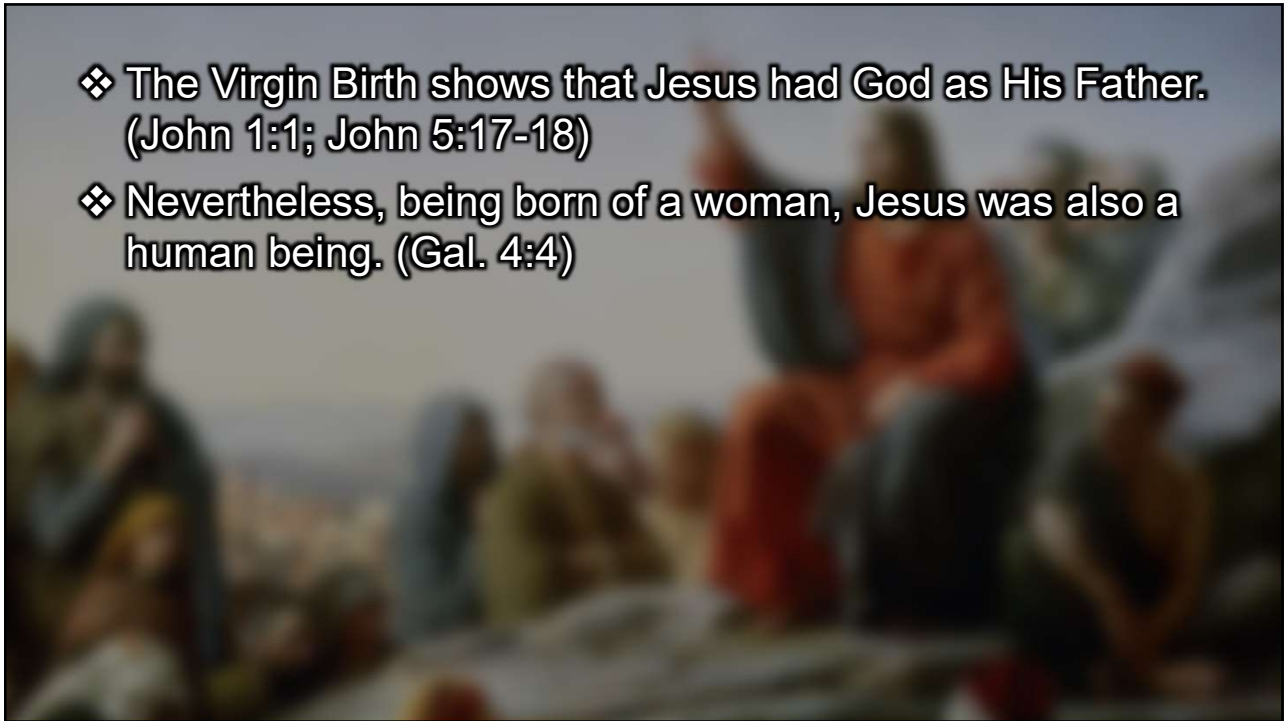 ❖ The Virgin Birth shows that Jesus had God as His Father.
(John 1:1; John 5:17-18)
❖ Nevertheless, being born of a woman, Jesus was also a
human being. (Gal. 4:4)